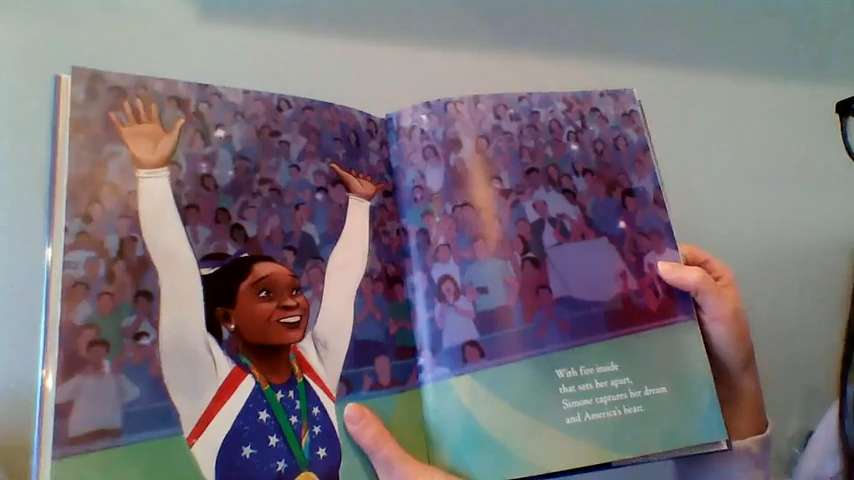 With fire inside
that sets her apart,
Simone captures her dream
and America's heart.